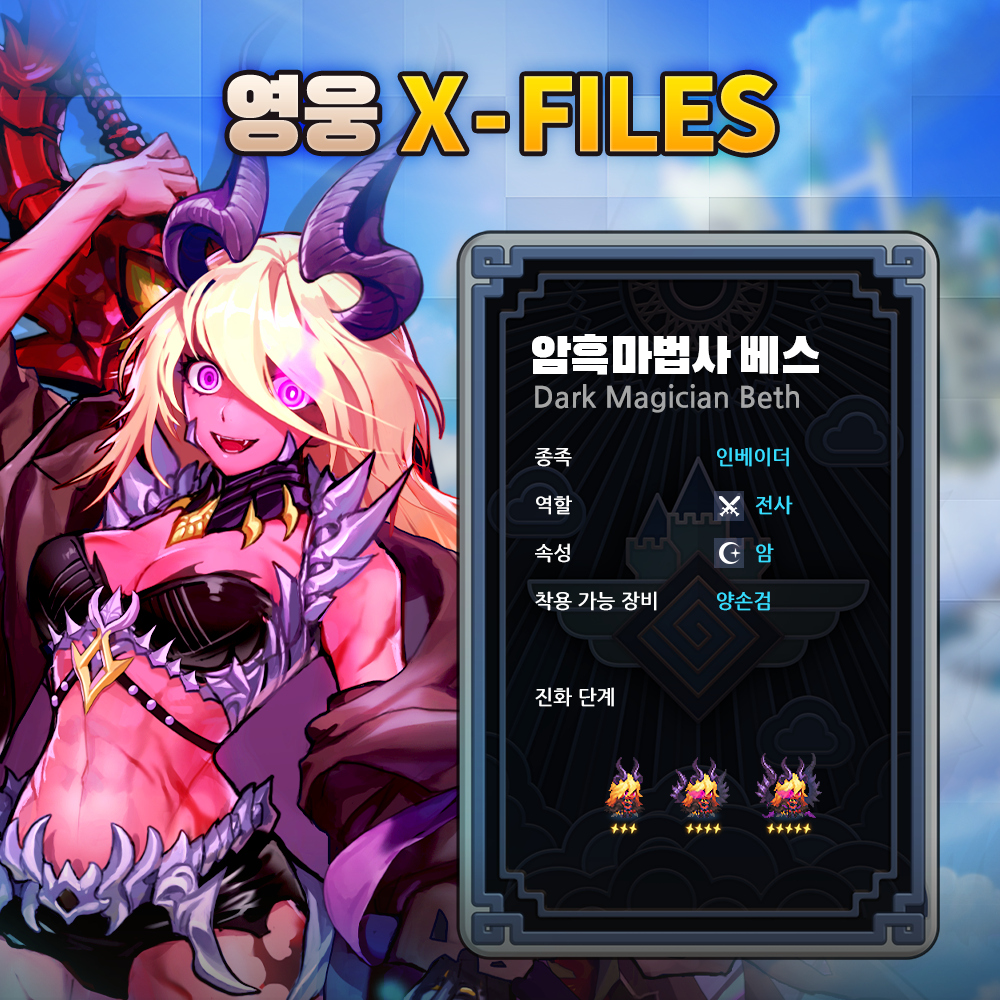 영웅 X-FILES
암흑마법사 베스
Dark Magician Beth
종족 인베이더
역할 전사
속성 암
착용 가능 장비 양손검
진화 단계